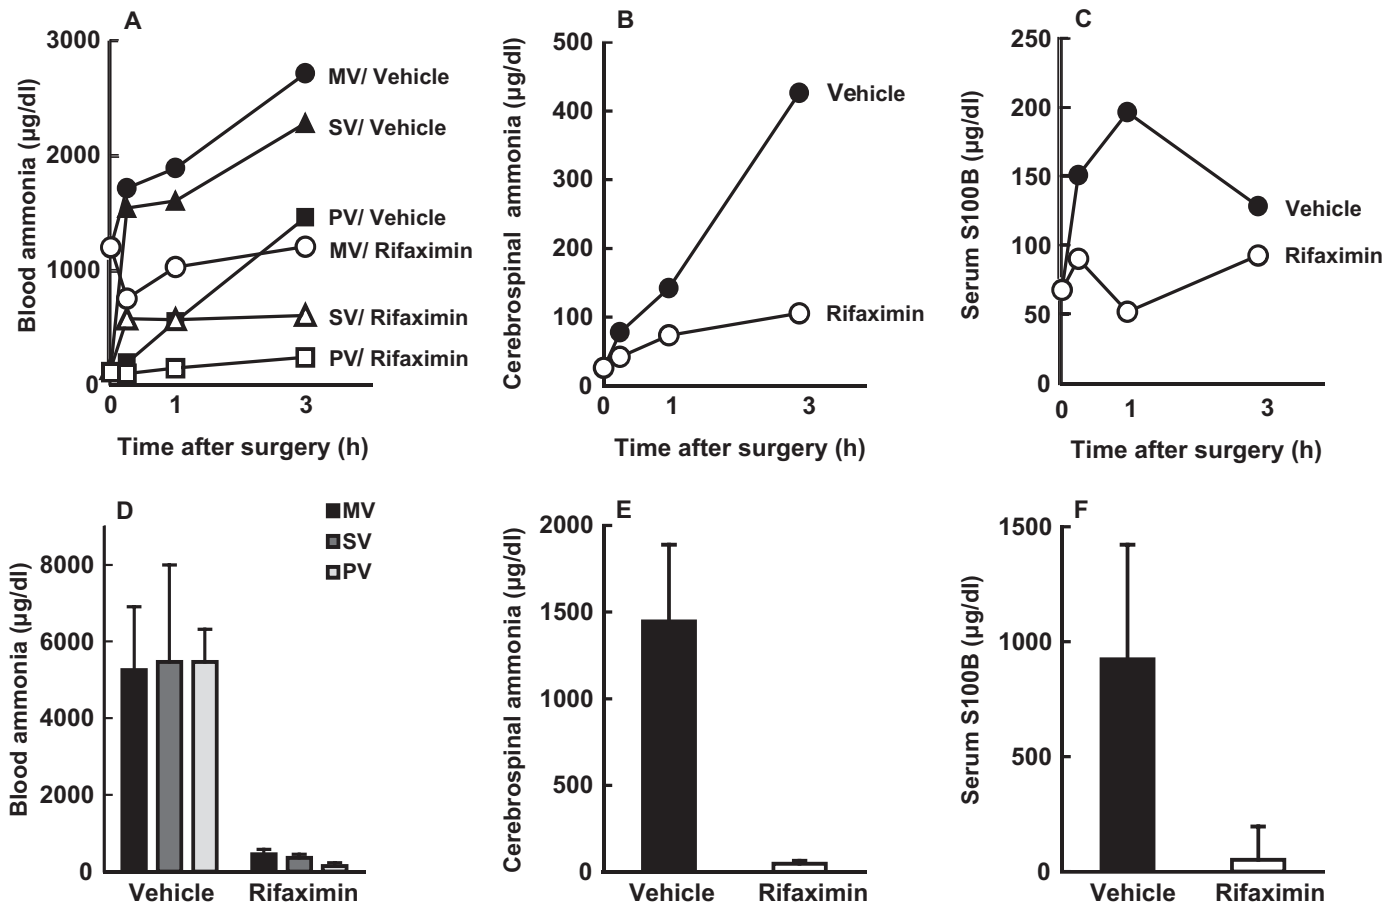 A
Blood ammonia (µg/dl)
3000
2000
1000
0
MV/ Vehicle
SV/ Vehicle
PV/ Vehicle
MV/ Rifaximin
SV/ Rifaximin
PV/ Rifaximin
0 1 3
Time after surgery (h)
B
Cerebrospinal ammonia (µg/dl)
500
400
300
200
100
0
Vehicle
Rifaximin
0 1 3
Time after surgery (h)
C
Serum S100B (µg/dl)
250
200
150
100
50
0
Vehicle
Rifaximin
0 1 3
Time after surgery (h)
D
Blood ammonia (µg/dl)
MV
SV
PV
8000
6000
4000
2000
0
Vehicle Rifaximin
E
Cerebrospinal ammonia (µg/dl)
2000
1500
1000
500
0
Vehicle Rifaximin
F
Serum S100B (µg/dl)
1500
1000
500
0
Vehicle Rifaximin